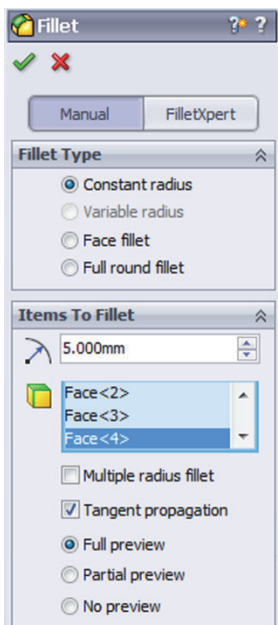 Fillet
? ?
Manual FilletXpert
Fillet Type
Constant radius
Variable radius
Face fillet
Full round fillet
Items To Fillet
5.000mm
Face<2>
Face<3>
Face<4>
Multiple radius fillet
Tangent propagation
Full preview
Partial preview
No preview